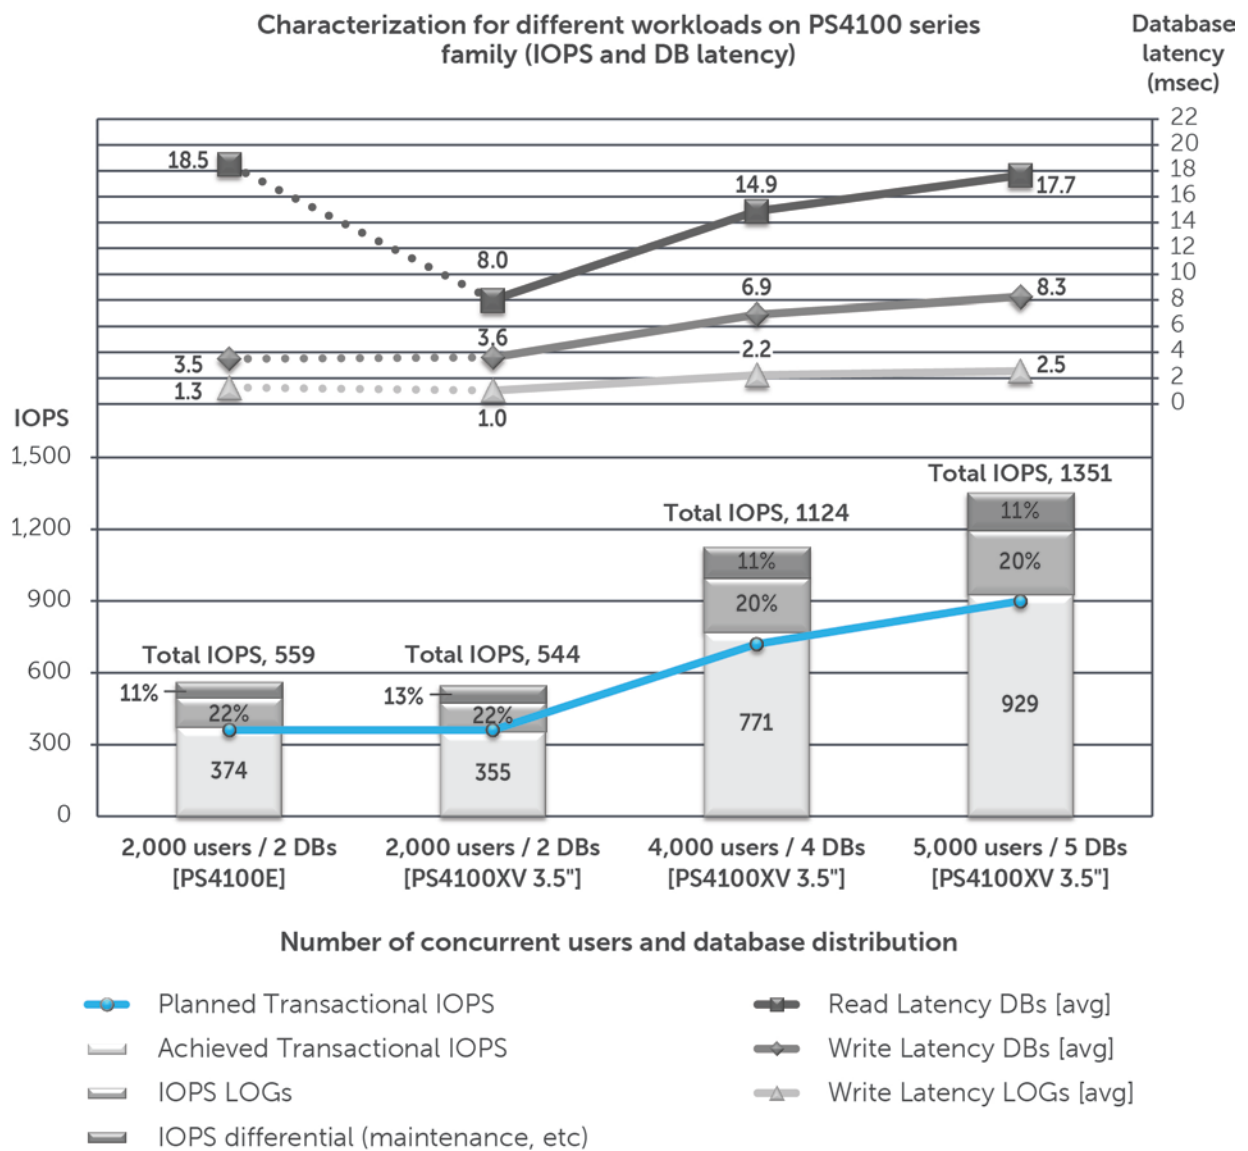 Characterization for different workloads on PS4100 series
family (IOPS and DB latency)
Database
latency
(msec)
22
20
18
16
14
12
10
8
6
4
2
0
18.5
8.0
14.9
17.7
3.5
3.6
6.9
8.3
1.3
1.0
2.2
2.5
IOPS
1,500
1,200
900
600
300
0
Total IOPS, 559
11%
22%
374
Total IOPS, 544
13%
22%
355
Total IOPS, 1124
11%
20%
771
Total IOPS, 1351
11%
20%
929
2,000 users / 2 DBs
[PS4100E]
2,000 users / 2 DBs
[PS4100XV 3.5"]
4,000 users / 4 DBs
[PS4100XV 3.5"]
5,000 users / 5 DBs
[PS4100XV 3.5"]
Number of concurrent users and database distribution
Planned Transactional IOPS
Achieved Transactional IOPS
IOPS LOGs
IOPS differential (maintenance, etc)
Read Latency DBs [avg]
Write Latency DBs [avg]
Write Latency LOGs [avg]